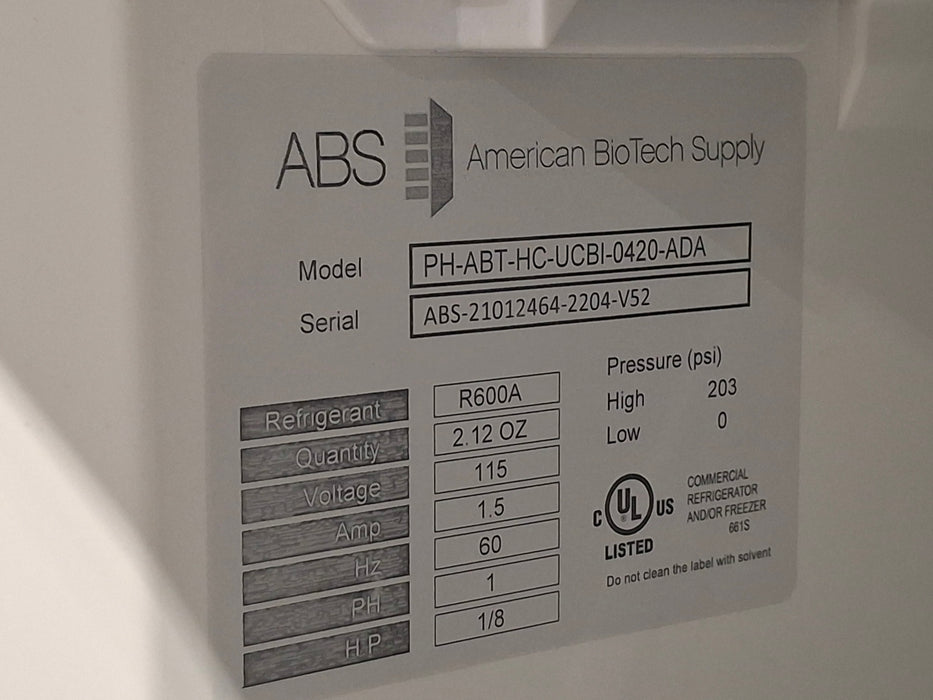 ABS American BioTech Supply
Model PH-ABT-HC-UCBI-0420-ADA
Serial ABS-21012464-2204-V52
Refrigerant R600A
Quantity 2.12 OZ
Voltage 115
Amp 1.5
Hz 60
PH 1
H.P 1/8
Pressure (psi)
High 203
Low 0
C UL ® US
LISTED
COMMERCIAL
REFRIGERATOR
AND/OR FREEZER
661S
Do not clean the label with solvent